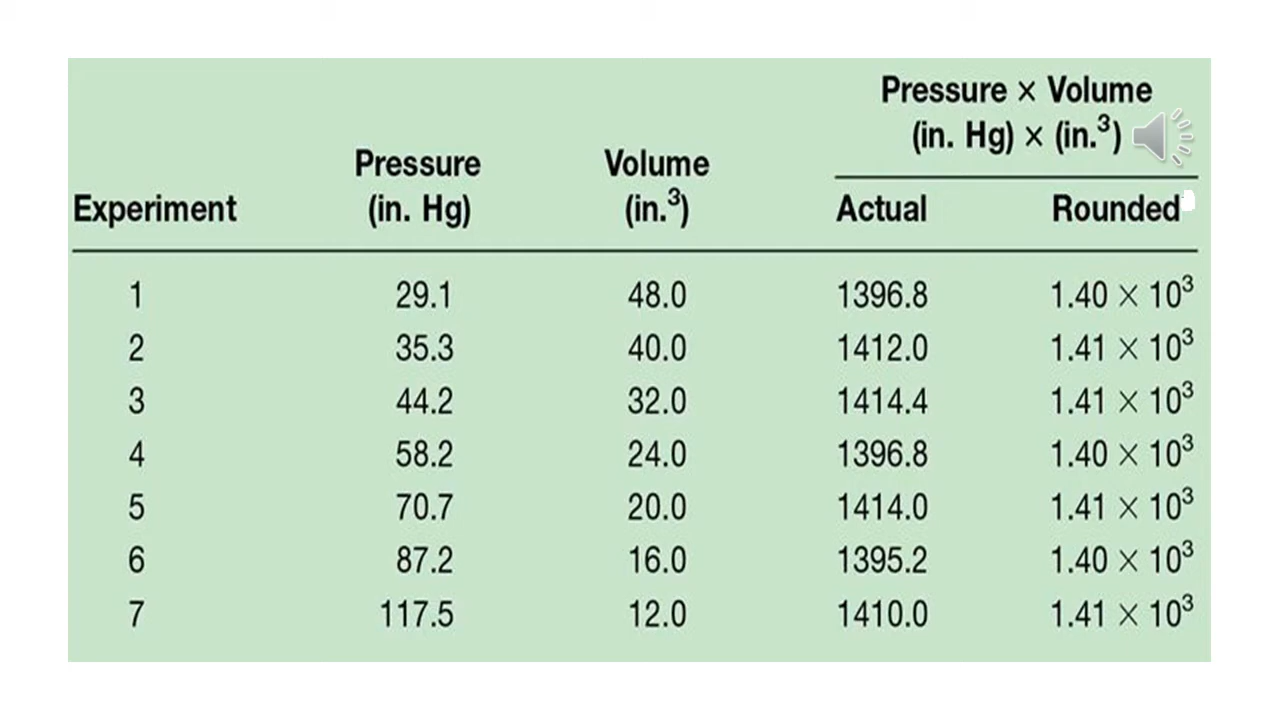 Pressure × Volume
(in. Hg) × (in.³)
Pressure Volume
Experiment (in. Hg) (in.³) Actual Rounded
1 29.1 48.0 1396.8 1.40 × 10³
2 35.3 40.0 1412.0 1.41 × 10³
3 44.2 32.0 1414.4 1.41 × 10³
4 58.2 24.0 1396.8 1.40 × 10³
5 70.7 20.0 1414.0 1.41 × 10³
6 87.2 16.0 1395.2 1.40 × 10³
7 117.5 12.0 1410.0 1.41 × 10³